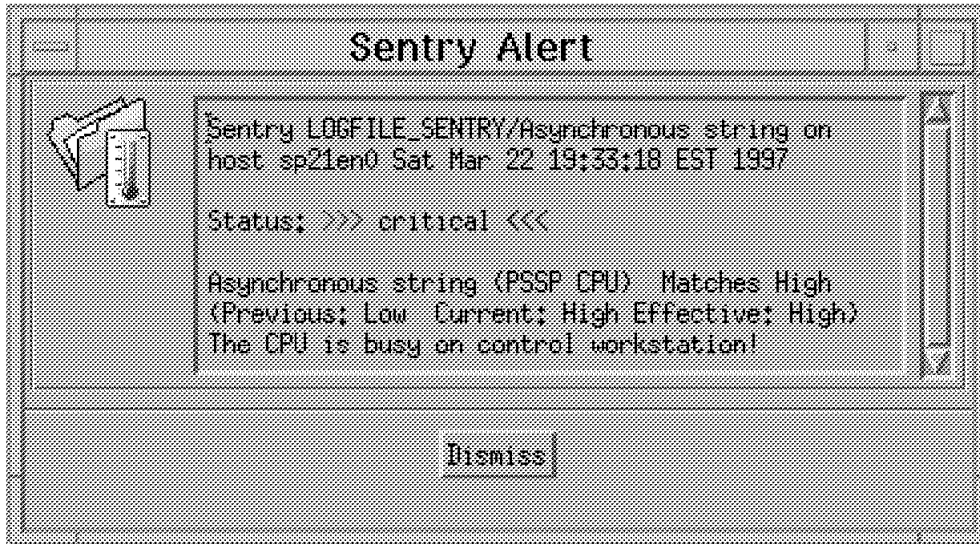 Sentry Alert
Sentry LOGFILE_SENTRY/Asynchronous string on
host sp21en0 Sat Mar 22 19:33:18 EST 1997
Status: >>> critical <<<
Asynchronous string (PSSP CPU)  Matches High
(Previous: Low  Current: High Effective: High)
The CPU is busy on control workstation!
Dismiss